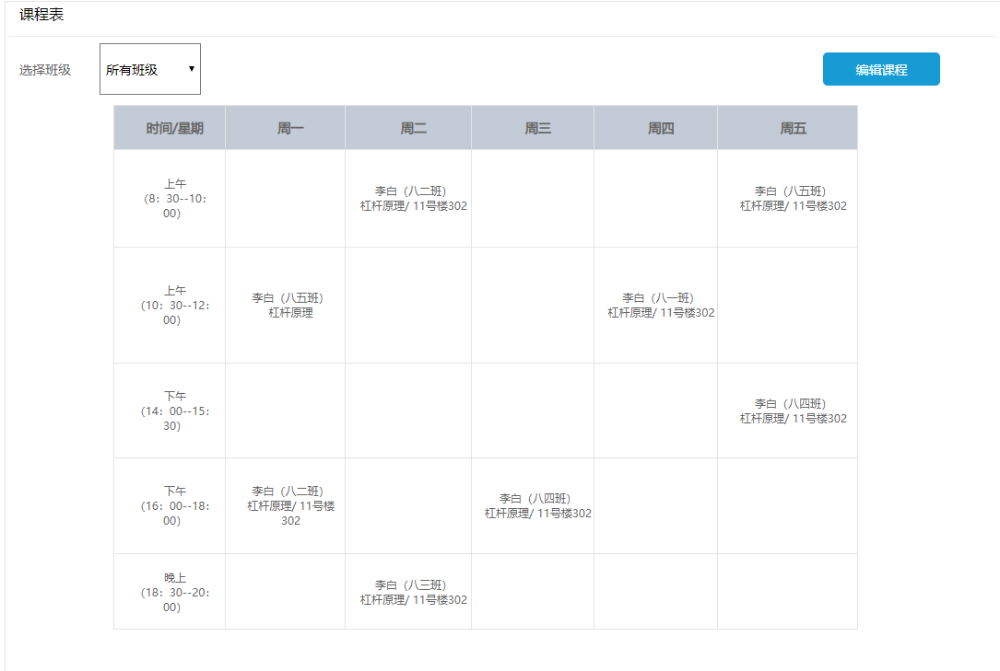 课程表
选择班级
所有班级
编辑课程
时间/星期
周一
周二
周三
周四
周五
上午
（8：30--10：
00）
李白（八二班）
杠杆原理/ 11号楼302
李白（八五班）
杠杆原理/ 11号楼302
上午
（10：30--12：
00）
李白（八五班）
杠杆原理
李白（八一班）
杠杆原理/ 11号楼302
下午
（14：00--15：
30）
李白（八四班）
杠杆原理/ 11号楼302
下午
（16：00--18：
00）
李白（八二班）
杠杆原理/ 11号楼
302
李白（八四班）
杠杆原理/ 11号楼302
晚上
（18：30--20：
00）
李白（八三班）
杠杆原理/ 11号楼302